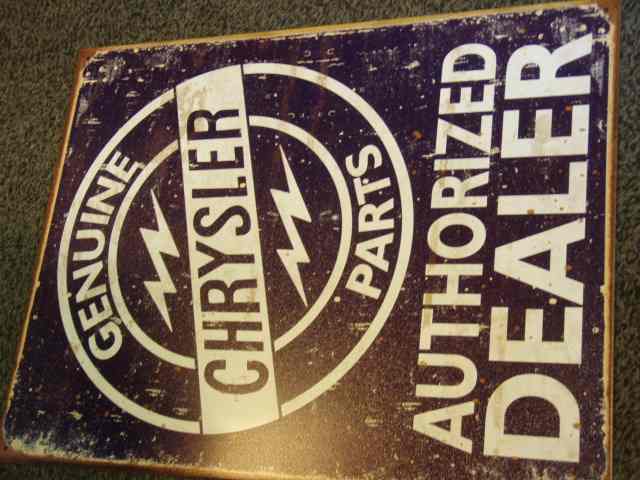 GENUINE
CHRYSLER
PARTS
AUTHORIZED
DEALER